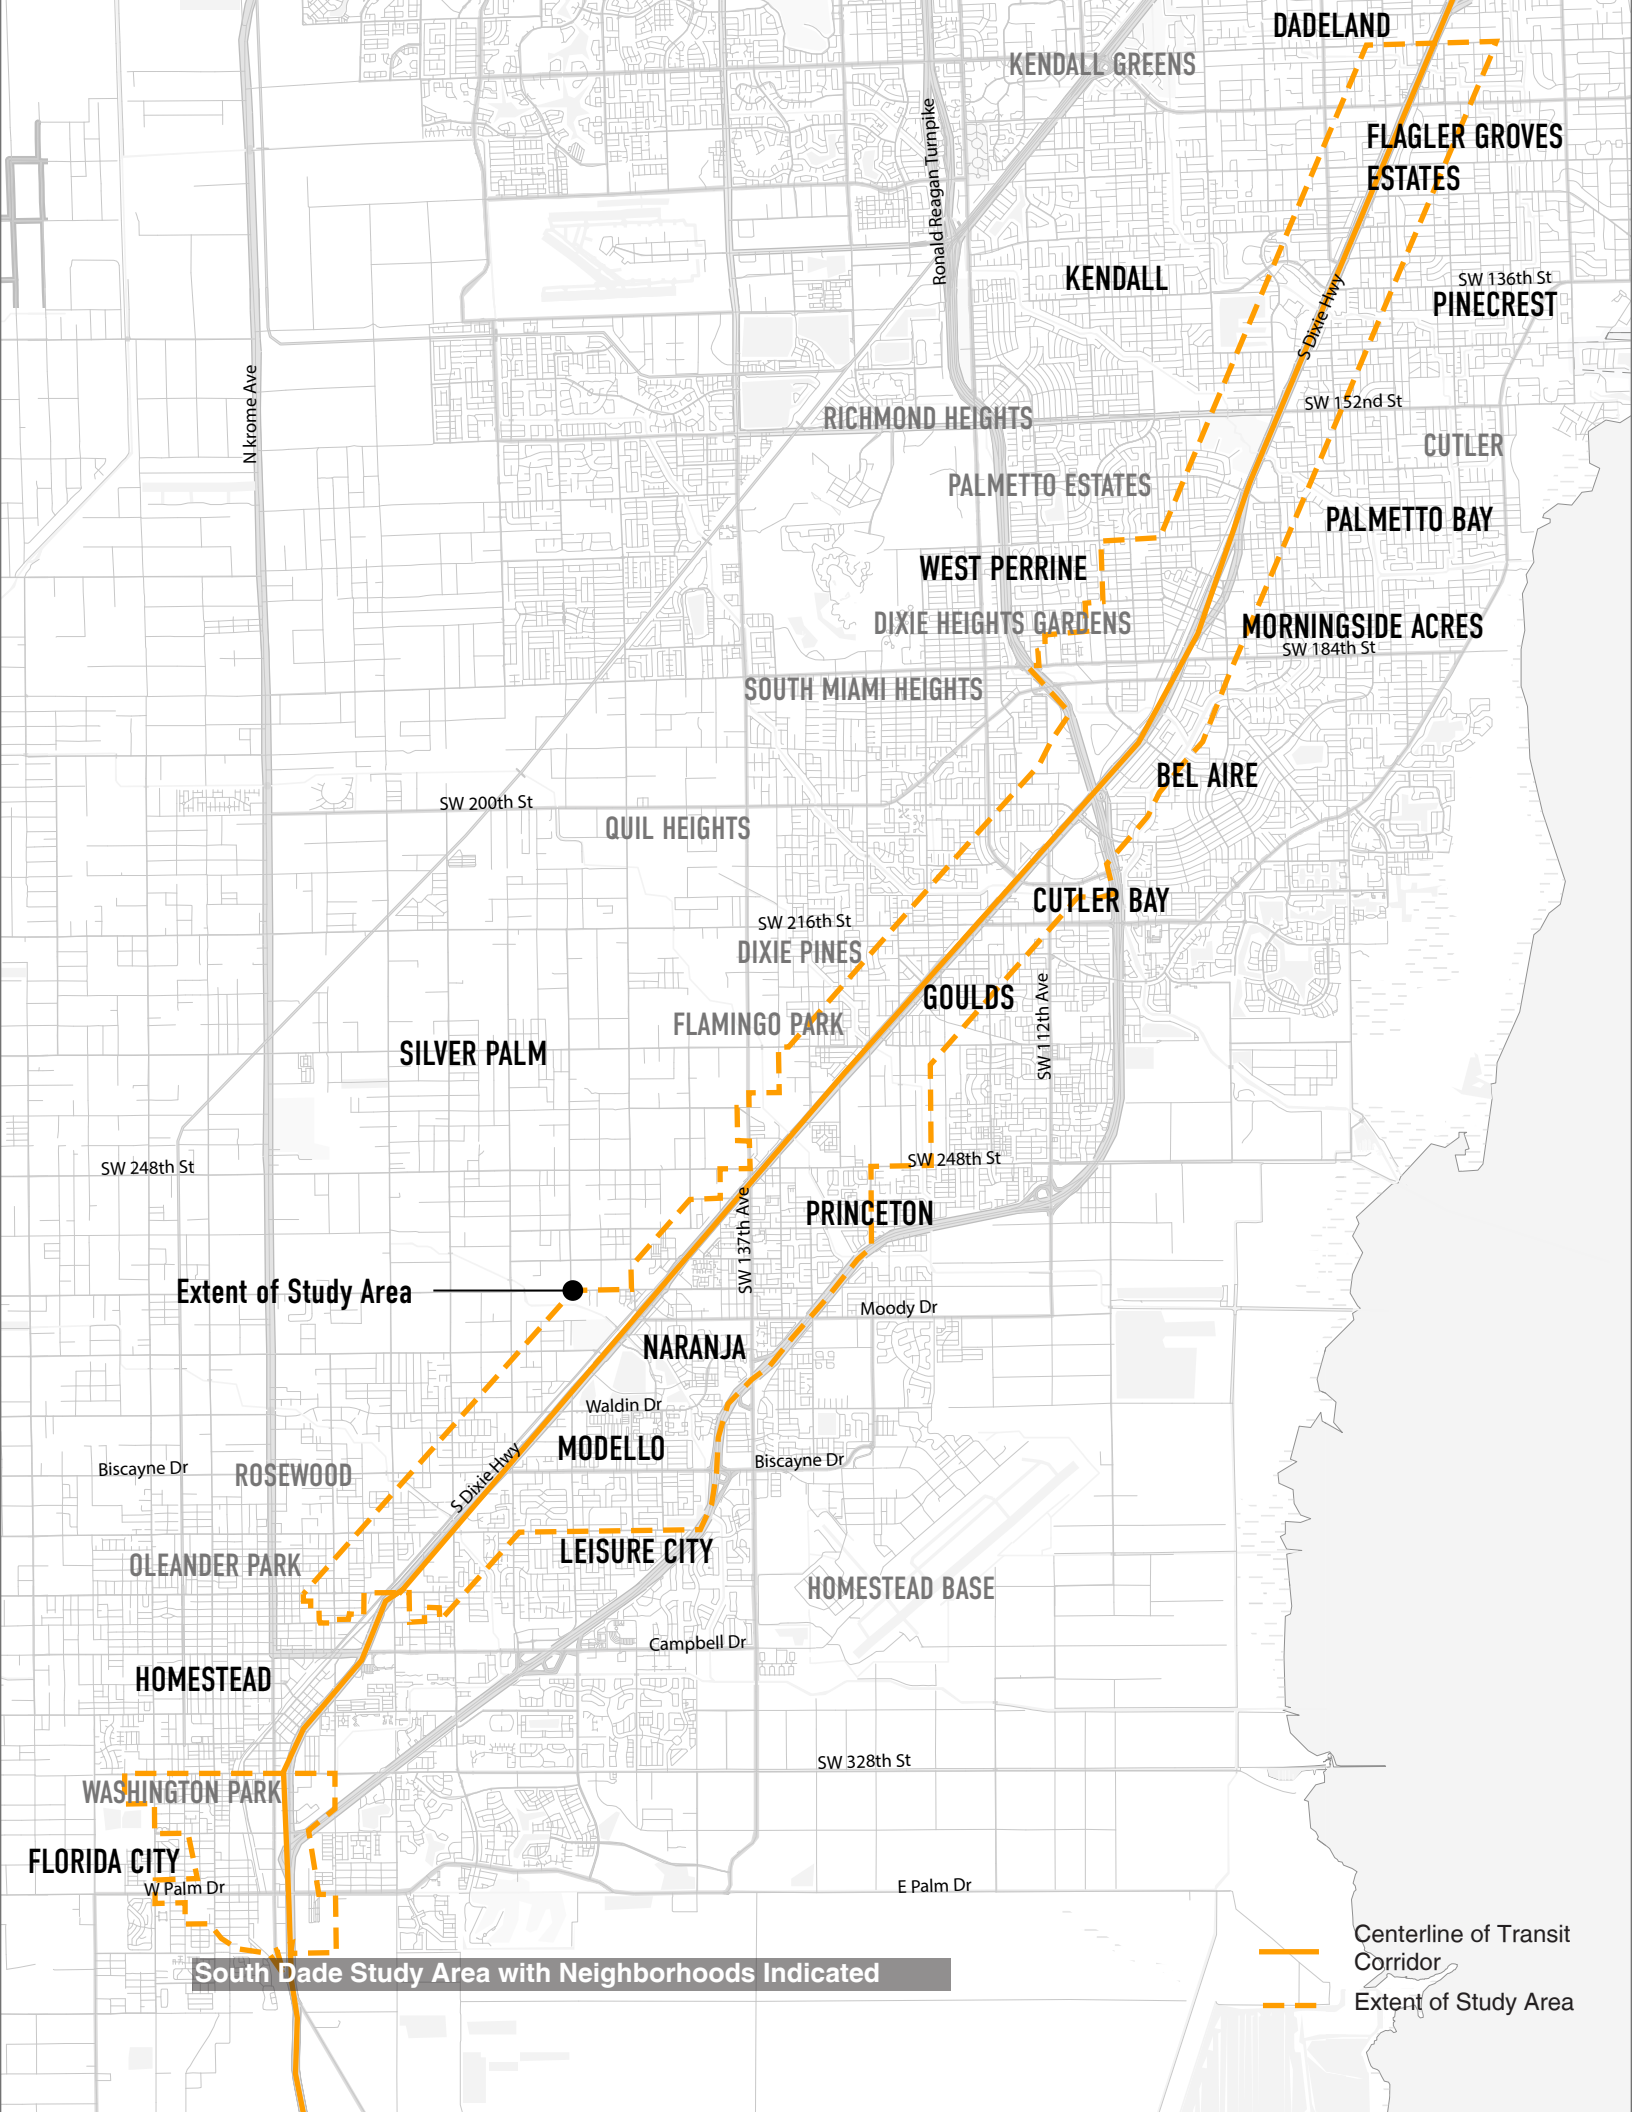 DADELAND
KENDALL GREENS
Ronald Reagan Turnpike
FLAGLER GROVES
ESTATES
KENDALL
SW 136th St
PINECREST
S Dixie Hwy
N krome Ave
SW 152nd St
RICHMOND HEIGHTS
CUTLER
PALMETTO ESTATES
PALMETTO BAY
WEST PERRINE
DIXIE HEIGHTS GARDENS
MORNINGSIDE ACRES
SW 184th St
SOUTH MIAMI HEIGHTS
BEL AIRE
SW 200th St
QUIL HEIGHTS
CUTLER BAY
SW 216th St
DIXIE PINES
GOULDS
SW 112th Ave
FLAMINGO PARK
SILVER PALM
SW 248th St
SW 248th St
PRINCETON
SW 137th Ave
Extent of Study Area
Moody Dr
NARANJA
Waldin Dr
MODELLO
S Dixie Hwy
Biscayne Dr
Biscayne Dr
ROSEWOOD
LEISURE CITY
OLEANDER PARK
HOMESTEAD BASE
Campbell Dr
HOMESTEAD
SW 328th St
WASHINGTON PARK
FLORIDA CITY
W Palm Dr
E Palm Dr
Centerline of Transit
Corridor
South Dade Study Area with Neighborhoods Indicated
Extent of Study Area